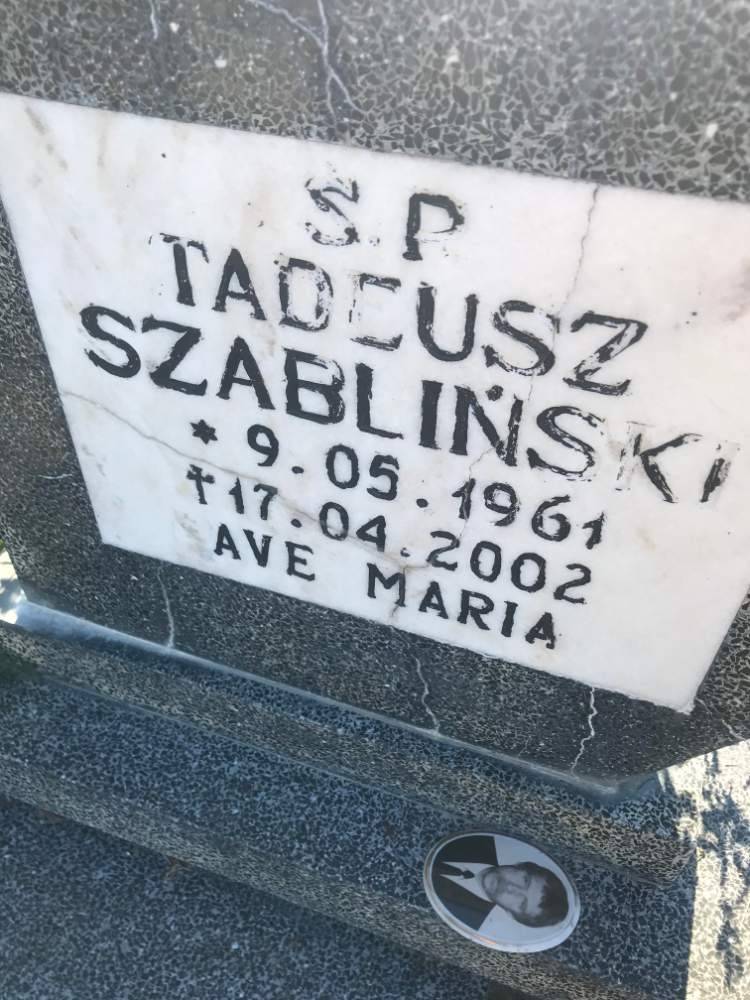 Ś.P
TADEUSZ
SZABLIŃSKI
* 9.05.1961
† 17.04.2002
AVE MARIA